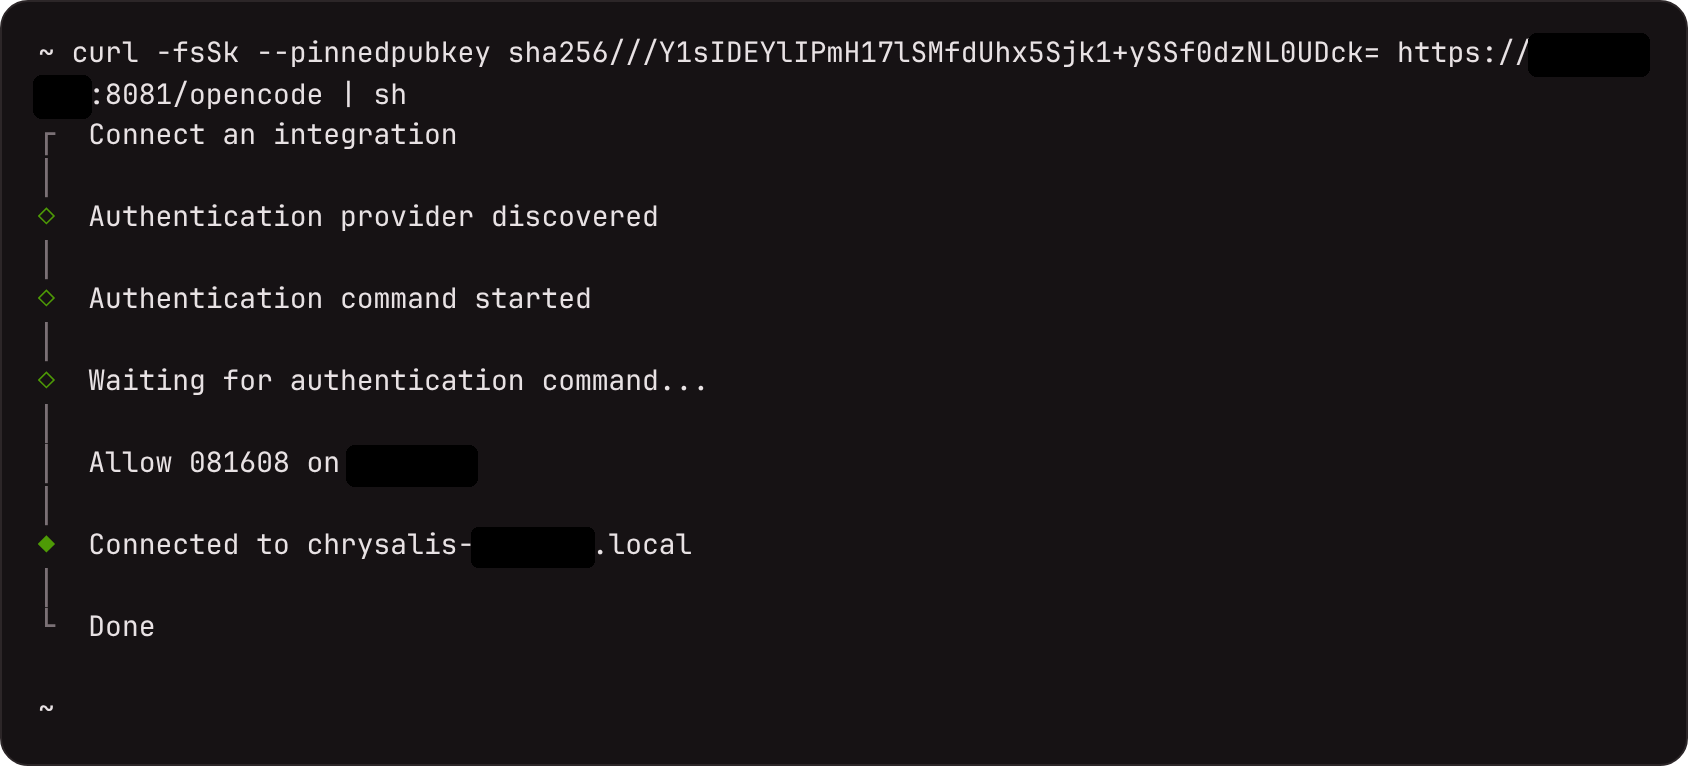 ~ curl -fsSk --pinnedpubkey sha256///Y1sIDEYlIPmH17lSMfdUhx5Sjk1+ySSf0dzNL0UDck= https://
:8081/opencode | sh
Connect an integration
Authentication provider discovered
Authentication command started
Waiting for authentication command...
Allow 081608 on
Connected to chrysalis-.local
Done
~